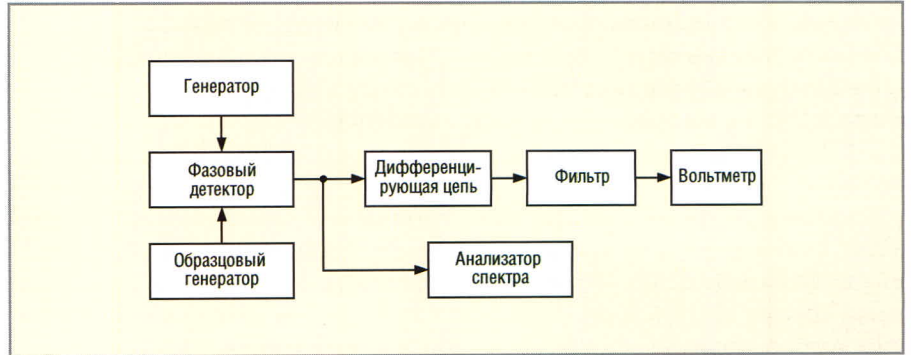 Генератор
Фазовый
детектор
Образцовый
генератор
Дифференци-
рующая цепь
Фильтр
Вольтметр
Анализатор
спектра